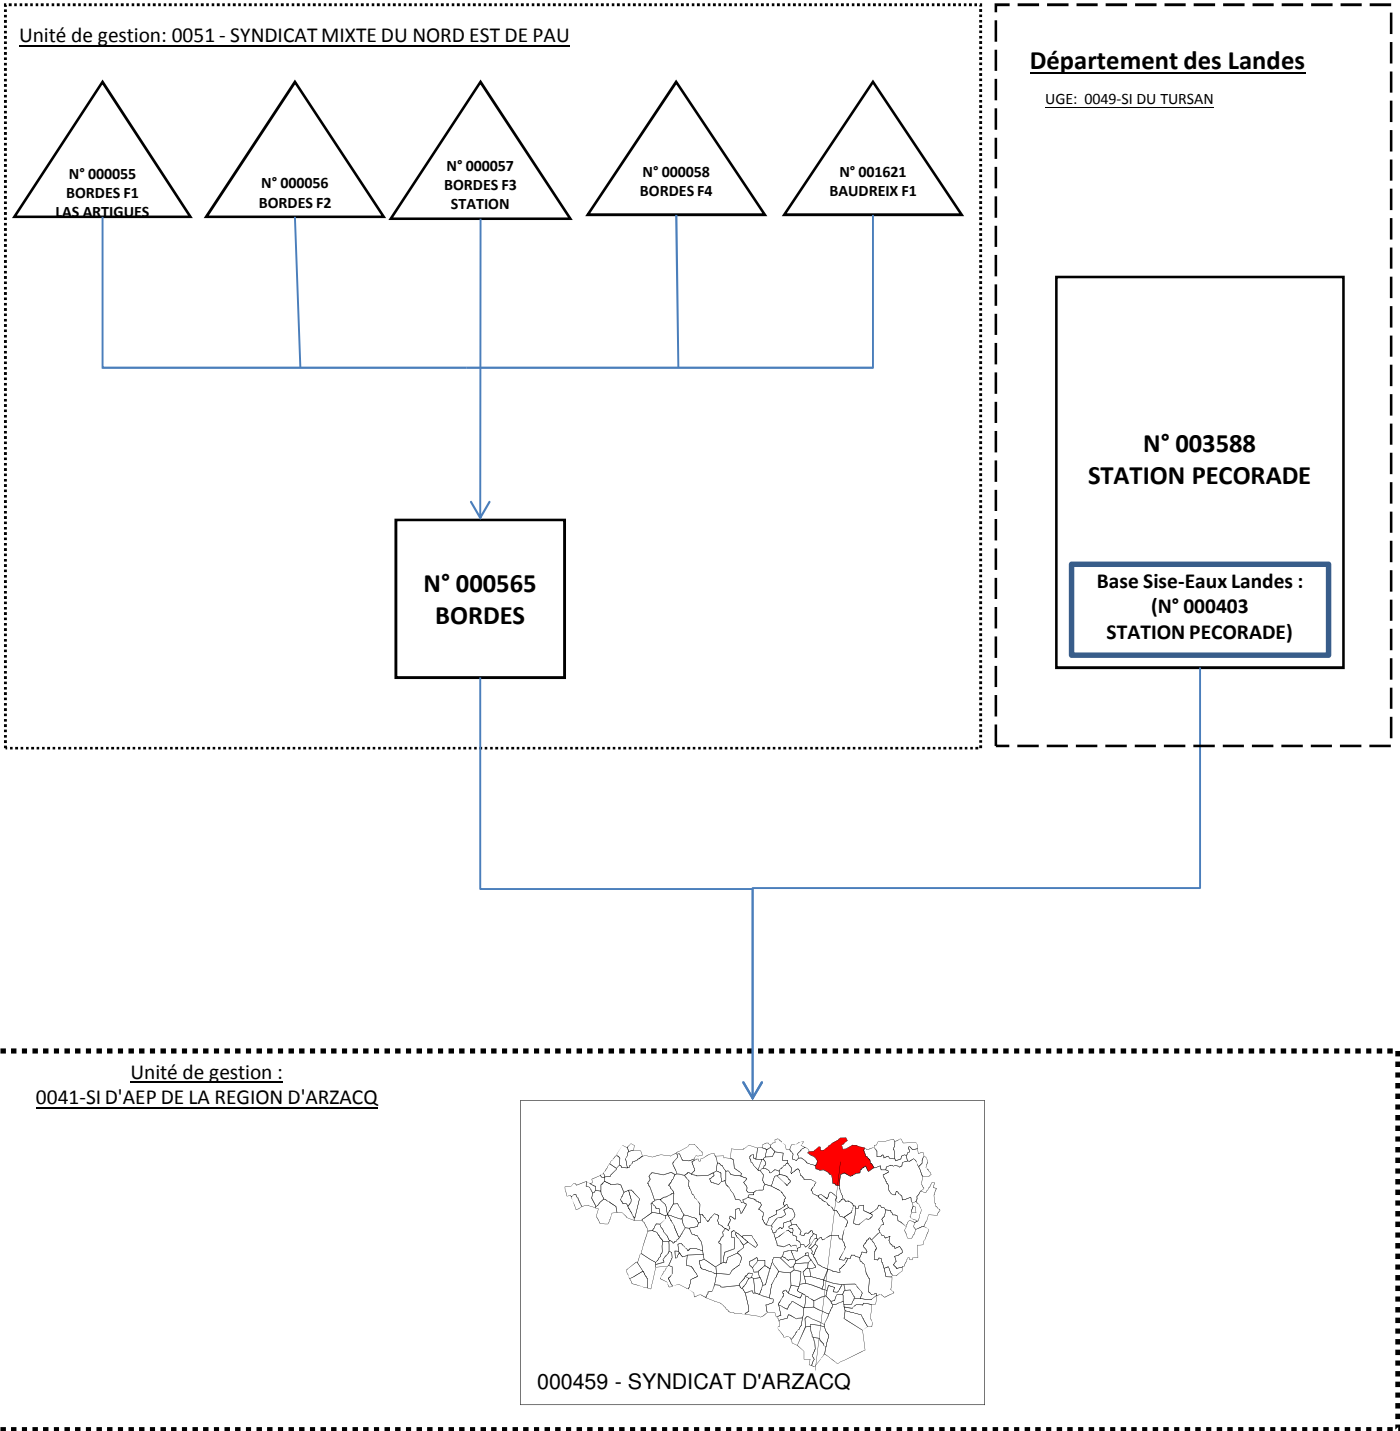 Unité de gestion: 0051 - SYNDICAT MIXTE DU NORD EST DE PAU
N° 000055
BORDES F1
LAS ARTIGUES
N° 000056
BORDES F2
N° 000057
BORDES F3
STATION
N° 000058
BORDES F4
N° 001621
BAUDREIX F1
Département des Landes
UGE: 0049-SI DU TURSAN
N° 003588
STATION PECORADE
Base Sise-Eaux Landes :
(N° 000403
STATION PECORADE)
N° 000565
BORDES
Unité de gestion :
0041-SI D'AEP DE LA REGION D'ARZACQ
000459 - SYNDICAT D'ARZACQ